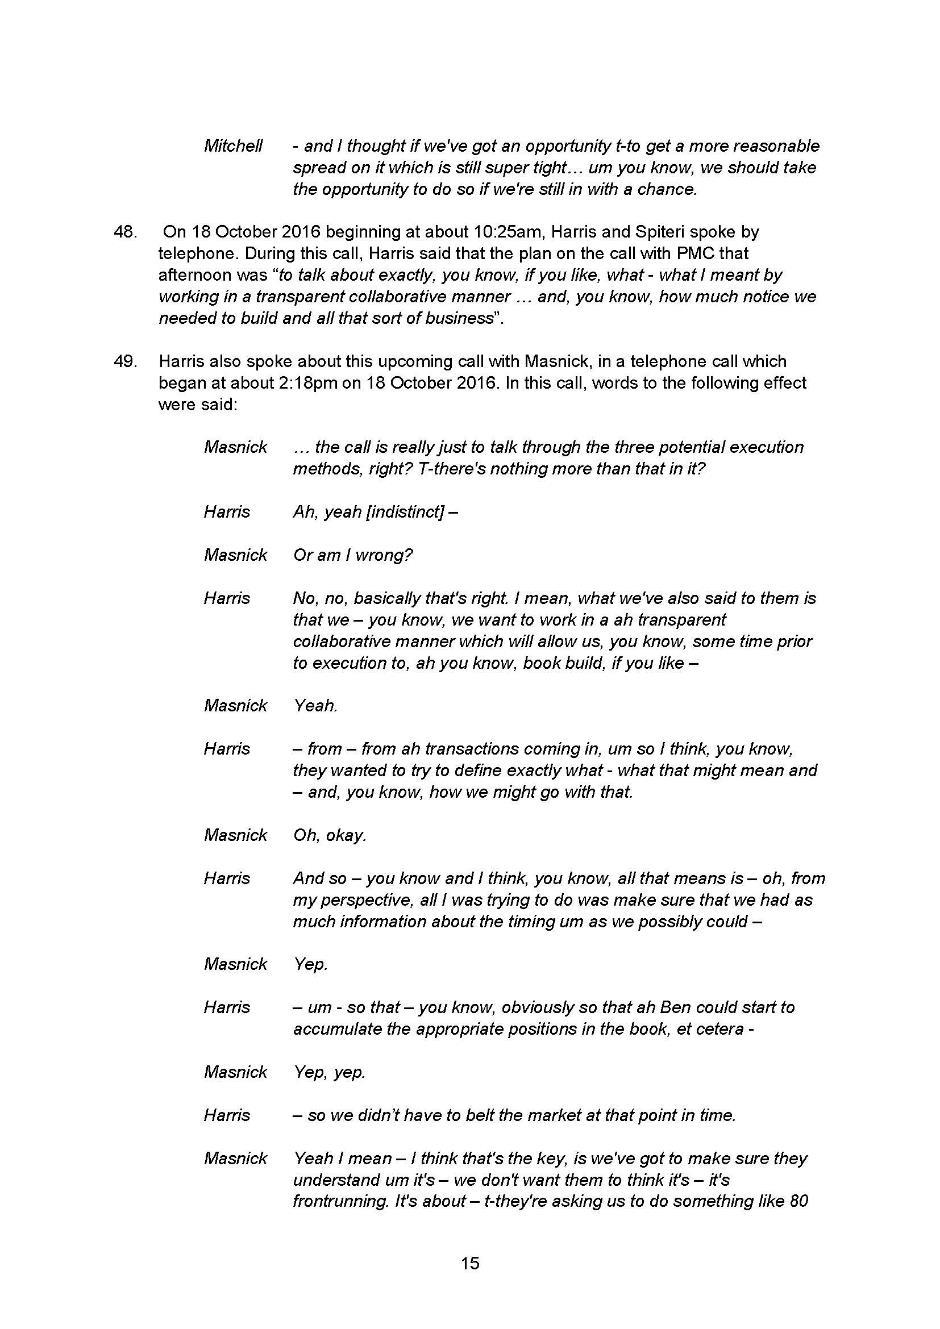 Mitchell - and I thought if we've got an opportunity t-to get a more reasonable
spread on it which is still super tight… um you know, we should take
the opportunity to do so if we're still in with a chance.
48. On 18 October 2016 beginning at about 10:25am, Harris and Spiteri spoke by
telephone. During this call, Harris said that the plan on the call with PMC that
afternoon was “to talk about exactly, you know, if you like, what - what I meant by
working in a transparent collaborative manner … and, you know, how much notice we
needed to build and all that sort of business”.
49. Harris also spoke about this upcoming call with Masnick, in a telephone call which
began at about 2:18pm on 18 October 2016. In this call, words to the following effect
were said:
Masnick … the call is really just to talk through the three potential execution
methods, right? T-there's nothing more than that in it?
Harris Ah, yeah [indistinct] –
Masnick Or am I wrong?
Harris No, no, basically that's right. I mean, what we've also said to them is
that we – you know, we want to work in a ah transparent
collaborative manner which will allow us, you know, some time prior
to execution to, ah you know, book build, if you like –
Masnick Yeah.
Harris – from – from ah transactions coming in, um so I think, you know,
they wanted to try to define exactly what - what that might mean and
– and, you know, how we might go with that.
Masnick Oh, okay.
Harris And so – you know and I think, you know, all that means is – oh, from
my perspective, all I was trying to do was make sure that we had as
much information about the timing um as we possibly could –
Masnick Yep.
Harris – um - so that – you know, obviously so that ah Ben could start to
accumulate the appropriate positions in the book, et cetera -
Masnick Yep, yep.
Harris – so we didn’t have to belt the market at that point in time.
Masnick Yeah I mean – I think that's the key, is we've got to make sure they
understand um it's – we don't want them to think it's – it's
frontrunning. It's about – t-they're asking us to do something like 80
15